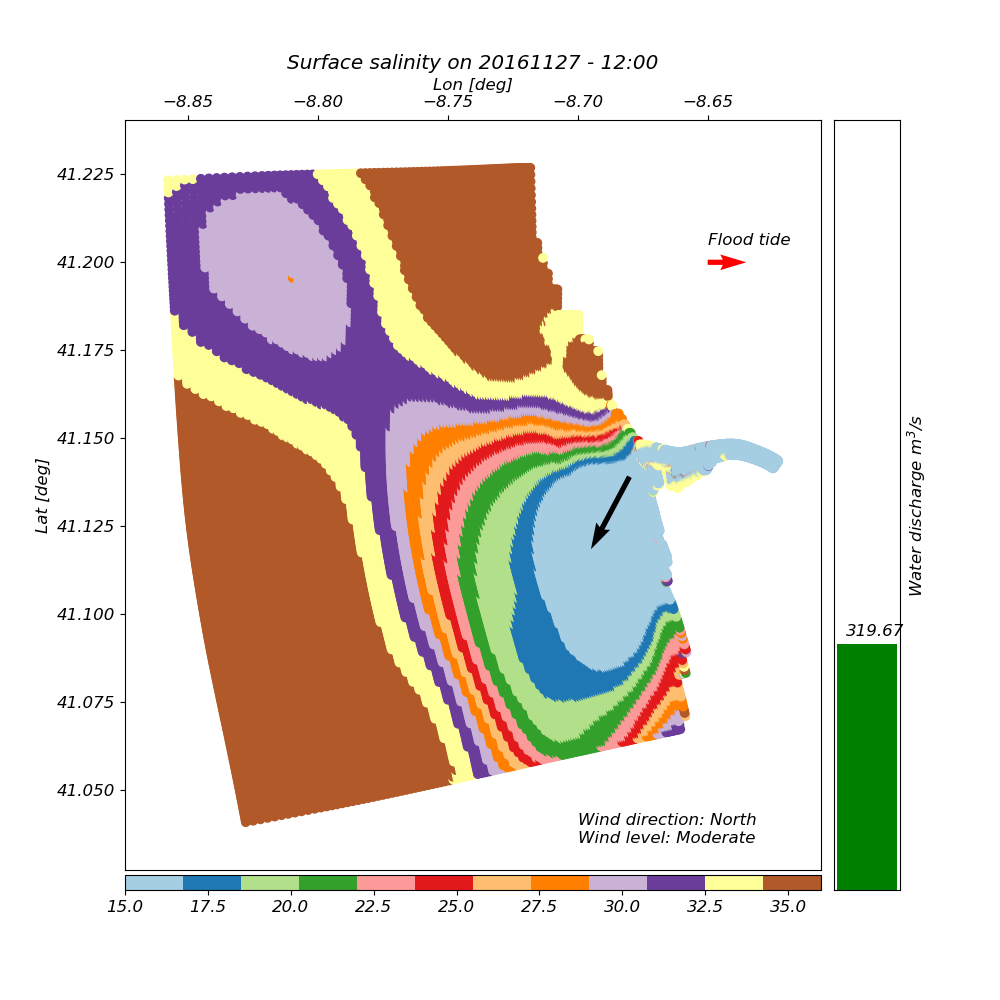 Surface salinity on 20161127 - 12:00
Lon [deg]
−8.85 −8.80 −8.75 −8.70 −8.65
41.225
41.200
41.175
41.150
41.125
41.100
41.075
41.050
Lat [deg]
Flood tide
Wind direction: North
Wind level: Moderate
15.0 17.5 20.0 22.5 25.0 27.5 30.0 32.5 35.0
319.67
Water discharge m³/s